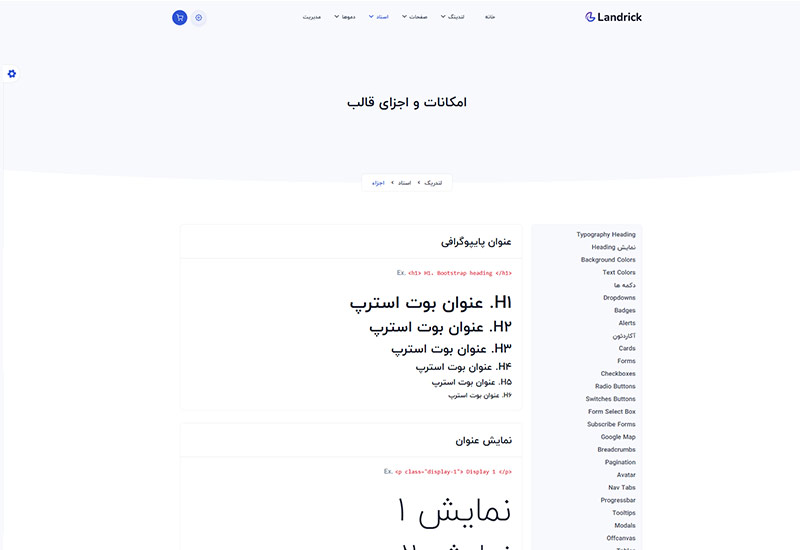 Landrick
خانه
لندینگ
صفحات
اسناد
دموها
مدیریت
امکانات و اجزای قالب
لندریک > اسناد > اجزاء
Typography Heading
نمایش Heading
Background Colors
Text Colors
دکمه ها
Dropdowns
Badges
Alerts
آکاردئون
Cards
Forms
Checkboxes
Radio Buttons
Switches Buttons
Form Select Box
Subscribe Forms
Google Map
Breadcrumbs
Pagination
Avatar
Nav Tabs
Progressbar
Tooltips
Modals
Offcanvas
Tables
عنوان پایپوگرافی
Ex. <h1> H1. Bootstrap heading </h1>
H۱. عنوان بوت استرپ
H۲. عنوان بوت استرپ
H۳. عنوان بوت استرپ
H۴. عنوان بوت استرپ
H۵. عنوان بوت استرپ
H۶. عنوان بوت استرپ
نمایش عنوان
Ex. <p class="display-1"> Display 1 </p>
نمایش ۱
نمایش ۲